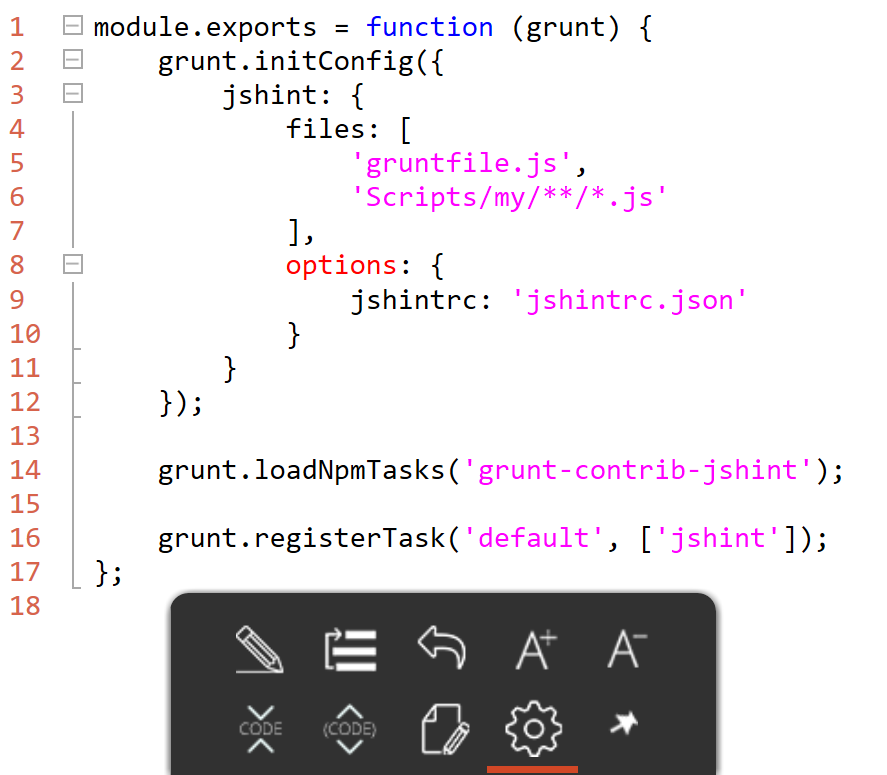 1 module.exports = function (grunt) {
2     grunt.initConfig({
3         jshint: {
4             files: [
5                 'gruntfile.js',
6                 'Scripts/my/**/*.js'
7             ],
8             options: {
9                 jshintrc: 'jshintrc.json'
10             }
11         }
12     });
13
14     grunt.loadNpmTasks('grunt-contrib-jshint');
15
16     grunt.registerTask('default', ['jshint']);
17 };
18
A+ A-
CODE (CODE)